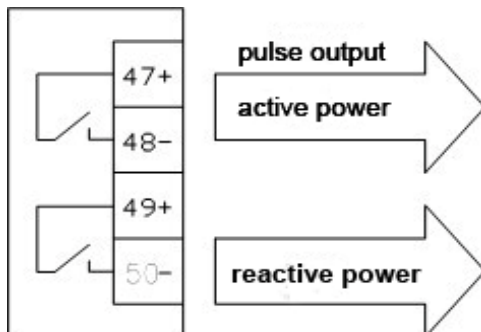 47+
48-
49+
50-
pulse output
active power
reactive power